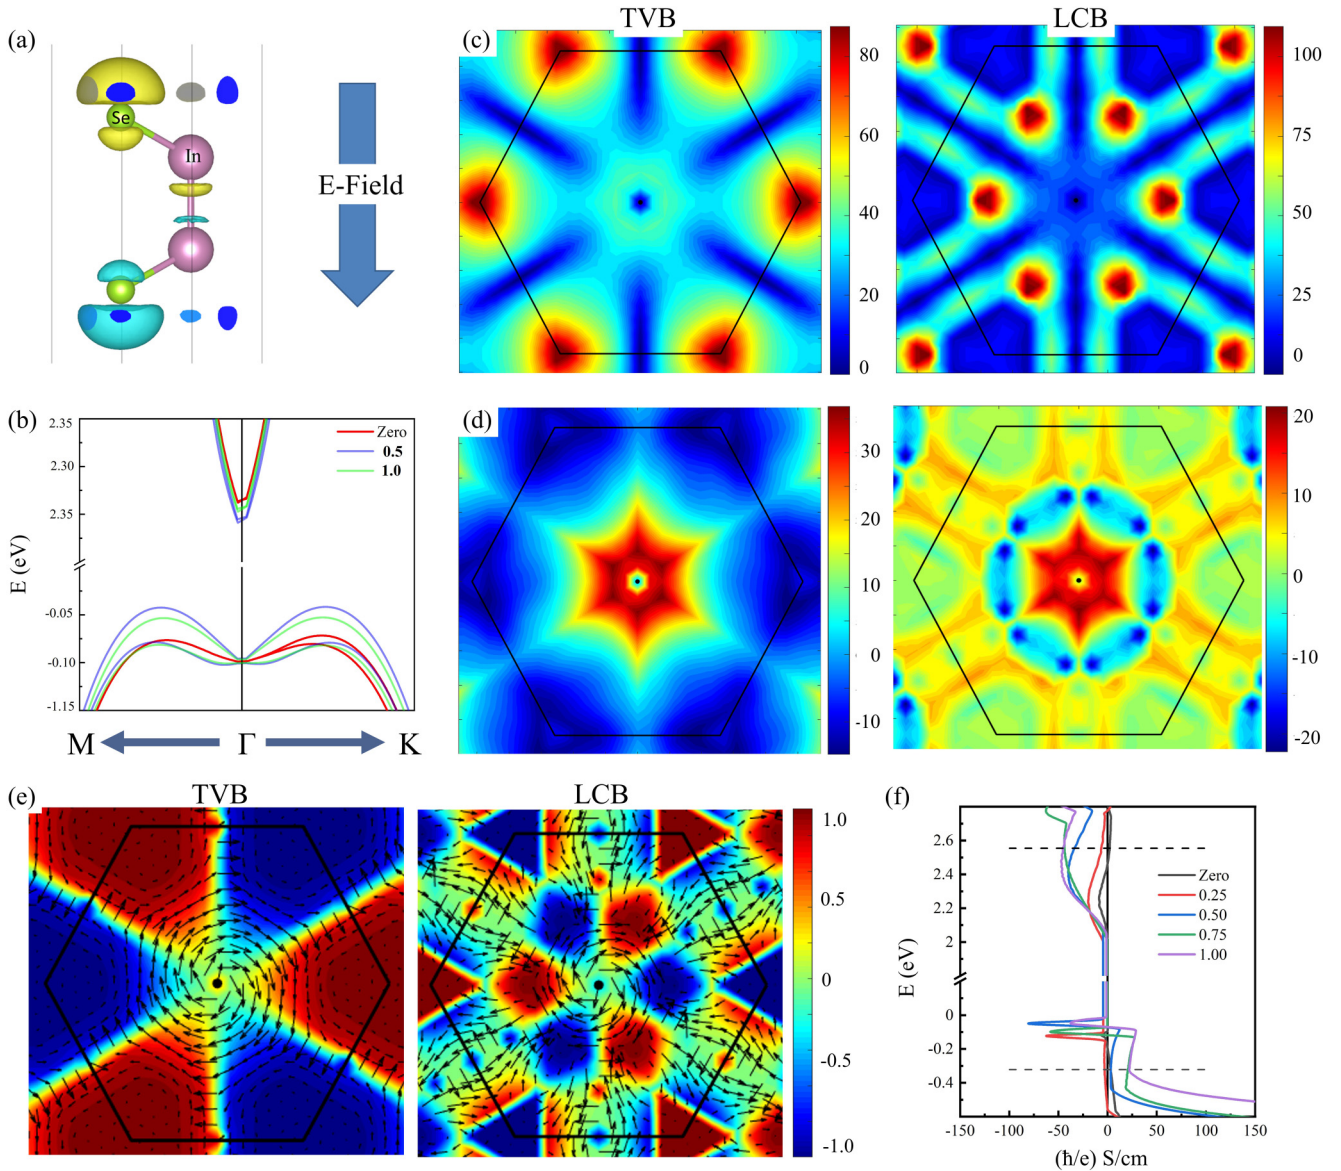 (a)
Se
In
E-Field
(c)
TVB
LCB
80
60
40
20
0
100
75
50
25
0
(b)
2.35
2.30
2.35
-0.05
-0.10
-1.15
E (eV)
Zero
0.5
1.0
M
Γ
K
(d)
30
20
10
0
-10
20
10
0
-10
-20
(e)
TVB
LCB
1.0
0.5
0
-0.5
-1.0
(f)
2.6
2.4
2.2
2
0
-0.2
-0.4
E (eV)
Zero
0.25
0.50
0.75
1.00
-150
-100
-50
0
50
100
150
(ħ/e) S/cm